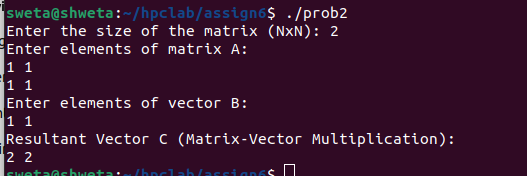 sweta@shweta:~/hpclab/assign6$ ./prob2
Enter the size of the matrix (NxN): 2
Enter elements of matrix A:
1 1
1 1
Enter elements of vector B:
1 1
Resultant Vector C (Matrix-Vector Multiplication):
2 2
sweta@shweta:~/hpclab/assign6$